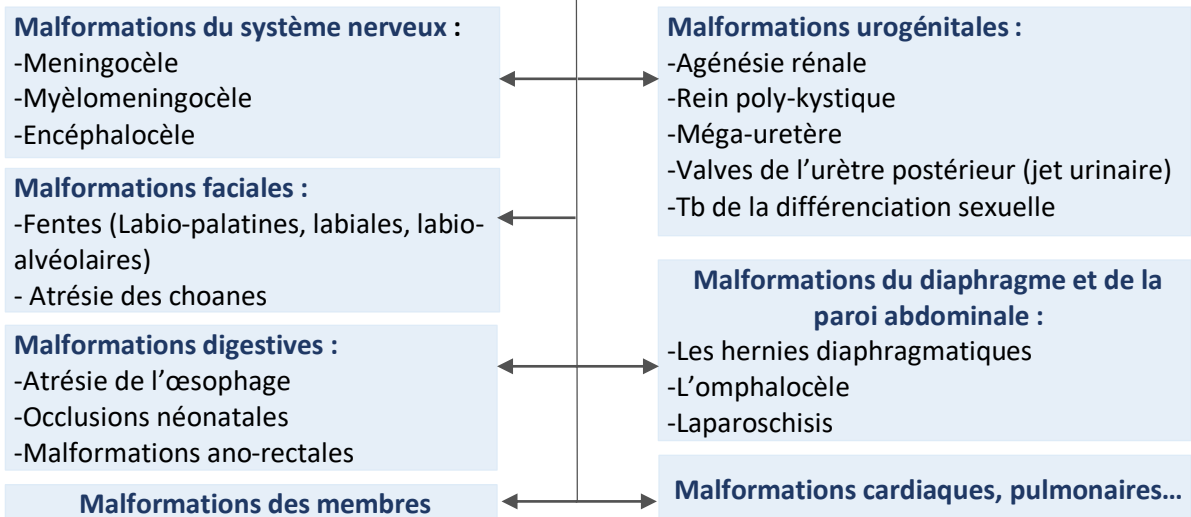 Malformations du système nerveux :
-Meningocèle
-Myèlomeningocèle
-Encéphalocèle
Malformations faciales :
-Fentes (Labio-palatines, labiales, labio-
alvéolaires)
- Atrésie des choanes
Malformations digestives :
-Atrésie de l’œsophage
-Occlusions néonatales
-Malformations ano-rectales
Malformations des membres
Malformations urogénitales :
-Agénésie rénale
-Rein poly-kystique
-Méga-uretère
-Valves de l’urètre postérieur (jet urinaire)
-Tb de la différenciation sexuelle
Malformations du diaphragme et de la
paroi abdominale :
-Les hernies diaphragmatiques
-L’omphalocèle
-Laparoschisis
Malformations cardiaques, pulmonaires…